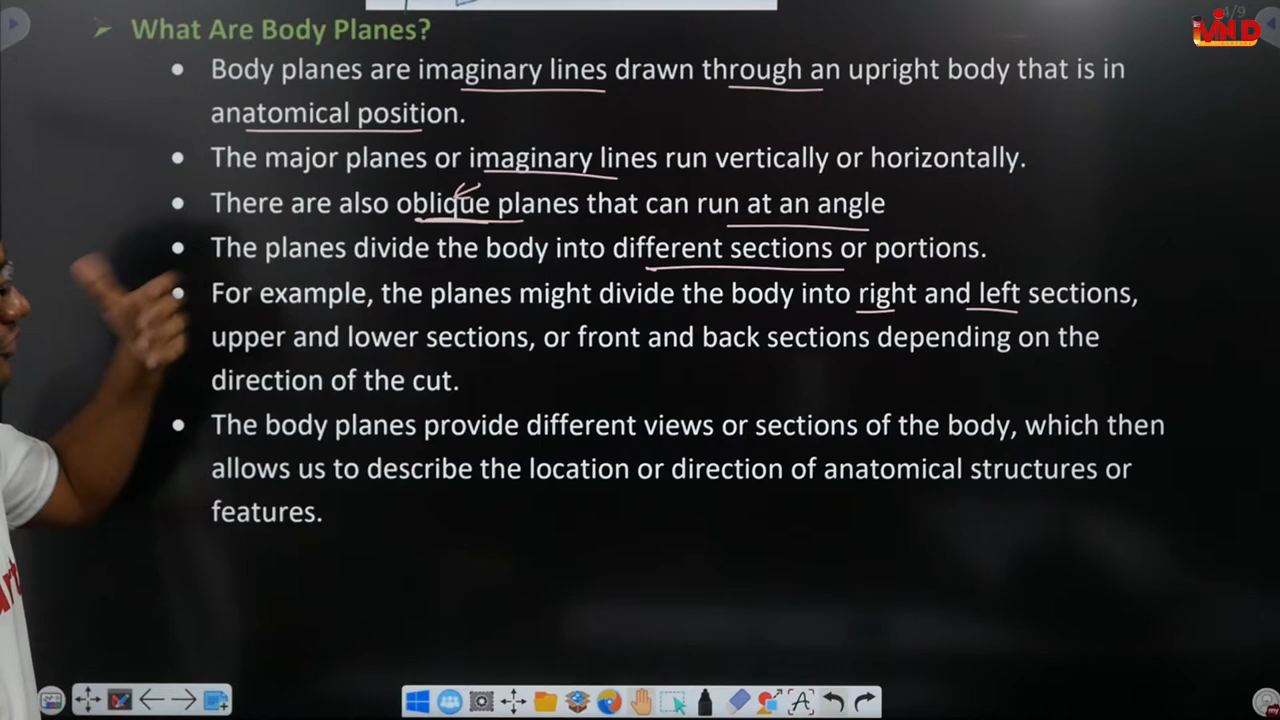 4/9
MIND
➢ What Are Body Planes?
• Body planes are imaginary lines drawn through an upright body that is in
anatomical position.
• The major planes or imaginary lines run vertically or horizontally.
• There are also oblique planes that can run at an angle
• The planes divide the body into different sections or portions.
• For example, the planes might divide the body into right and left sections,
upper and lower sections, or front and back sections depending on the
direction of the cut.
• The body planes provide different views or sections of the body, which then
allows us to describe the location or direction of anatomical structures or
features.